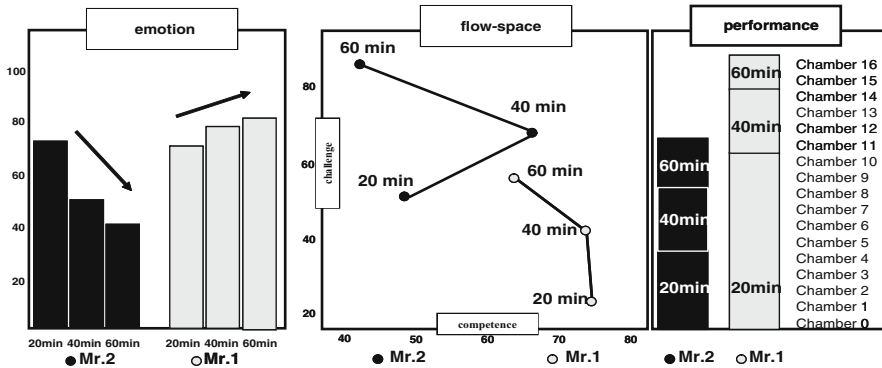 emotion
100
80
60
40
20
20min 40min 60min 20min 40min 60min
Mr.2 Mr.1
flow-space
80
60
40
20
challenge
60 min
40 min
20 min
60 min
40 min
20 min
competence
40 50 60 70 80
Mr.2 Mr.1
performance
60min
40min
20min
60min
40min
20min
Chamber 16
Chamber 15
Chamber 14
Chamber 13
Chamber 12
Chamber 11
Chamber 10
Chamber 9
Chamber 8
Chamber 7
Chamber 6
Chamber 5
Chamber 4
Chamber 3
Chamber 2
Chamber 1
Chamber 0
Mr.2 Mr.1